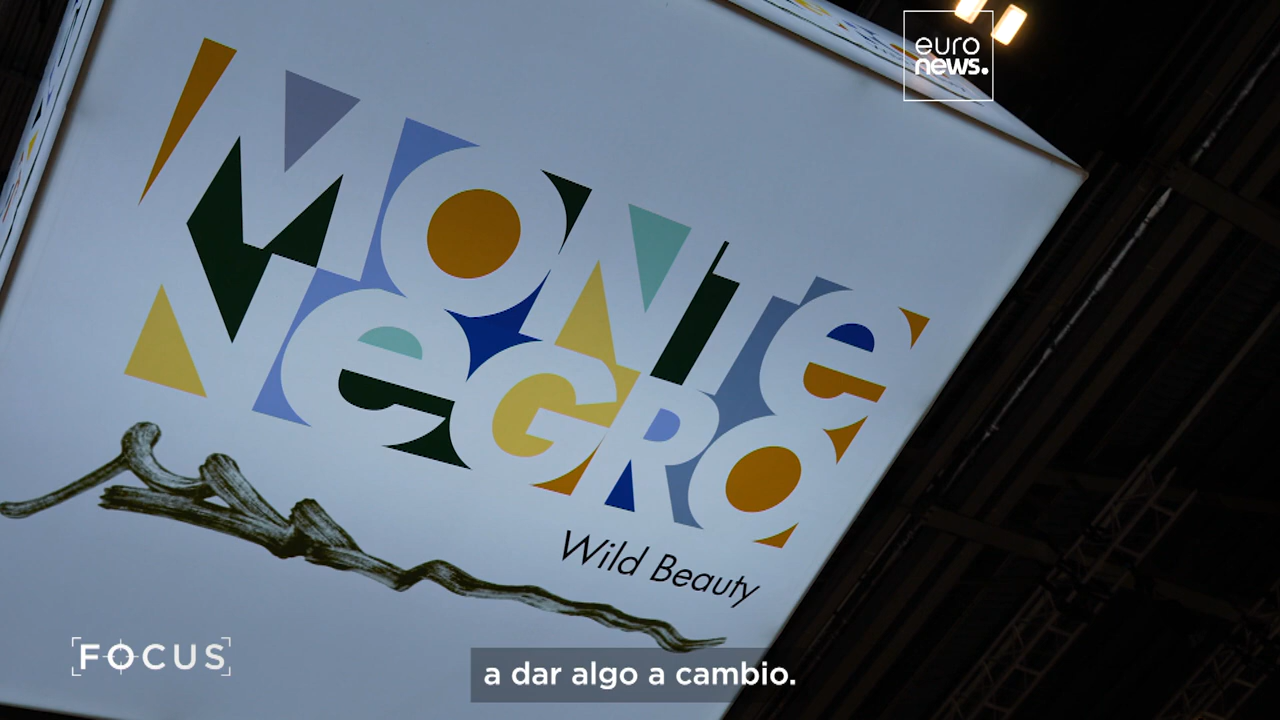 euro
news.
MONTe
NeGRO
Wild Beauty
FOCUS
a dar algo a cambio.